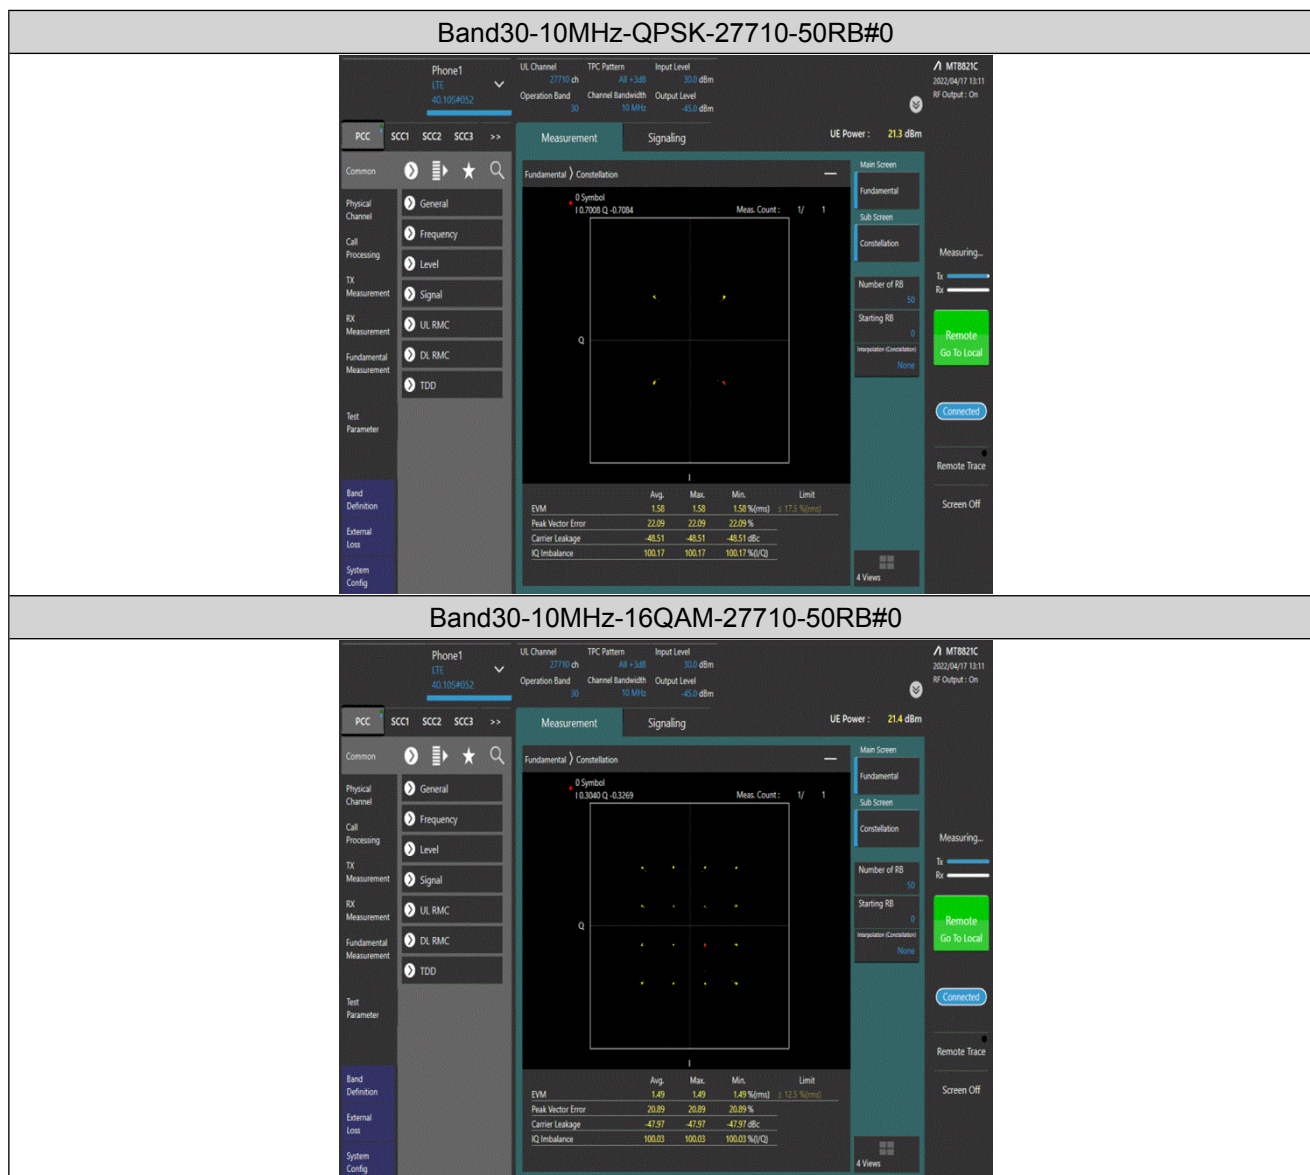 Band30-10MHz-QPSK-27710-50RB#0
Phone1
LTE
40.105#052
UL Channel TPC Pattern Input Level
27710 ch All +3dB 30.0 dBm
Operation Band Channel Bandwidth Output Level
30 10 MHz -45.0 dBm
MT8821C
2022/04/17 13:11
RF Output : On
PCC SCC1 SCC2 SCC3 >>
Measurement Signaling
UE Power : 21.3 dBm
Common
Physical Channel
Call Processing
TX Measurement
RX Measurement
Fundamental Measurement
Test Parameter
Band Definition
External Loss
System Config
General
Frequency
Level
Signal
UL RMC
DL RMC
TDD
Fundamental 〉 Constellation
0 Symbol
I 0.7008 Q -0.7084 Meas. Count : 1/ 1
Q
I
Avg. Max. Min. Limit
EVM 1.58 1.58 1.58 %(rms) ≤ 17.5 %(rms)
Peak Vector Error 22.09 22.09 22.09 %
Carrier Leakage -48.51 -48.51 -48.51 dBc
IQ Imbalance 100.17 100.17 100.17 %(I/Q)
Main Screen
Fundamental
Sub Screen
Constellation
Number of RB
50
Starting RB
0
Interpolation (Constellation)
None
4 Views
Measuring...
Tx
Rx
Remote
Go To Local
Connected
Remote Trace
Screen Off
Band30-10MHz-16QAM-27710-50RB#0
Phone1
LTE
40.105#052
UL Channel TPC Pattern Input Level
27710 ch All +3dB 30.0 dBm
Operation Band Channel Bandwidth Output Level
30 10 MHz -45.0 dBm
MT8821C
2022/04/17 13:11
RF Output : On
PCC SCC1 SCC2 SCC3 >>
Measurement Signaling
UE Power : 21.4 dBm
Common
Physical Channel
Call Processing
TX Measurement
RX Measurement
Fundamental Measurement
Test Parameter
Band Definition
External Loss
System Config
General
Frequency
Level
Signal
UL RMC
DL RMC
TDD
Fundamental 〉 Constellation
0 Symbol
I 0.3040 Q -0.3269 Meas. Count : 1/ 1
Q
I
Avg. Max. Min. Limit
EVM 1.49 1.49 1.49 %(rms) ≤ 12.5 %(rms)
Peak Vector Error 20.89 20.89 20.89 %
Carrier Leakage -47.97 -47.97 -47.97 dBc
IQ Imbalance 100.03 100.03 100.03 %(I/Q)
Main Screen
Fundamental
Sub Screen
Constellation
Number of RB
50
Starting RB
0
Interpolation (Constellation)
None
4 Views
Measuring...
Tx
Rx
Remote
Go To Local
Connected
Remote Trace
Screen Off